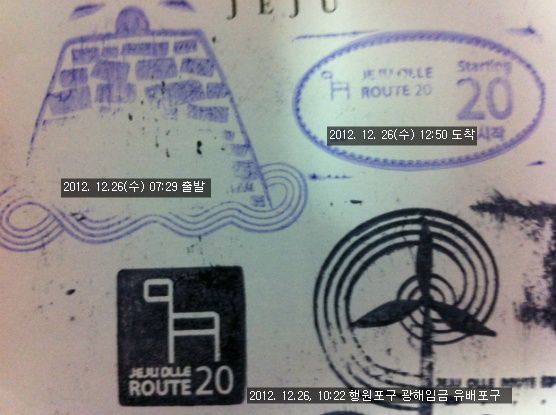 JEJU
JEJU OLLE
ROUTE 20
Starting
20
시작
2012. 12. 26(수) 12:50 도착
2012. 12.26(수) 07:29 출발
JEJU OLLE
ROUTE 20
2012. 12.26, 10:22 행원포구 광해임금 유배포구